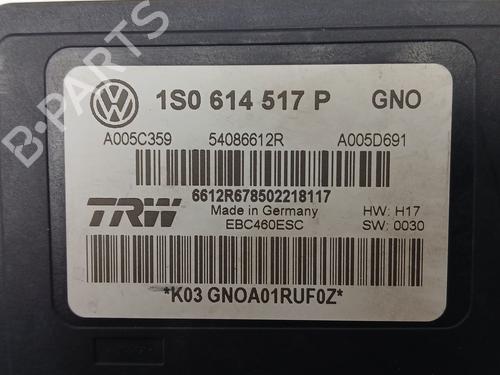 B-PARTS
1S0 614 517 P GNO
A005C359 54086612R A005D691
6612R678502218117
TRW Made in Germany HW: H17
EBC460ESC SW: 0030
*K03 GNOA01RUF0Z*